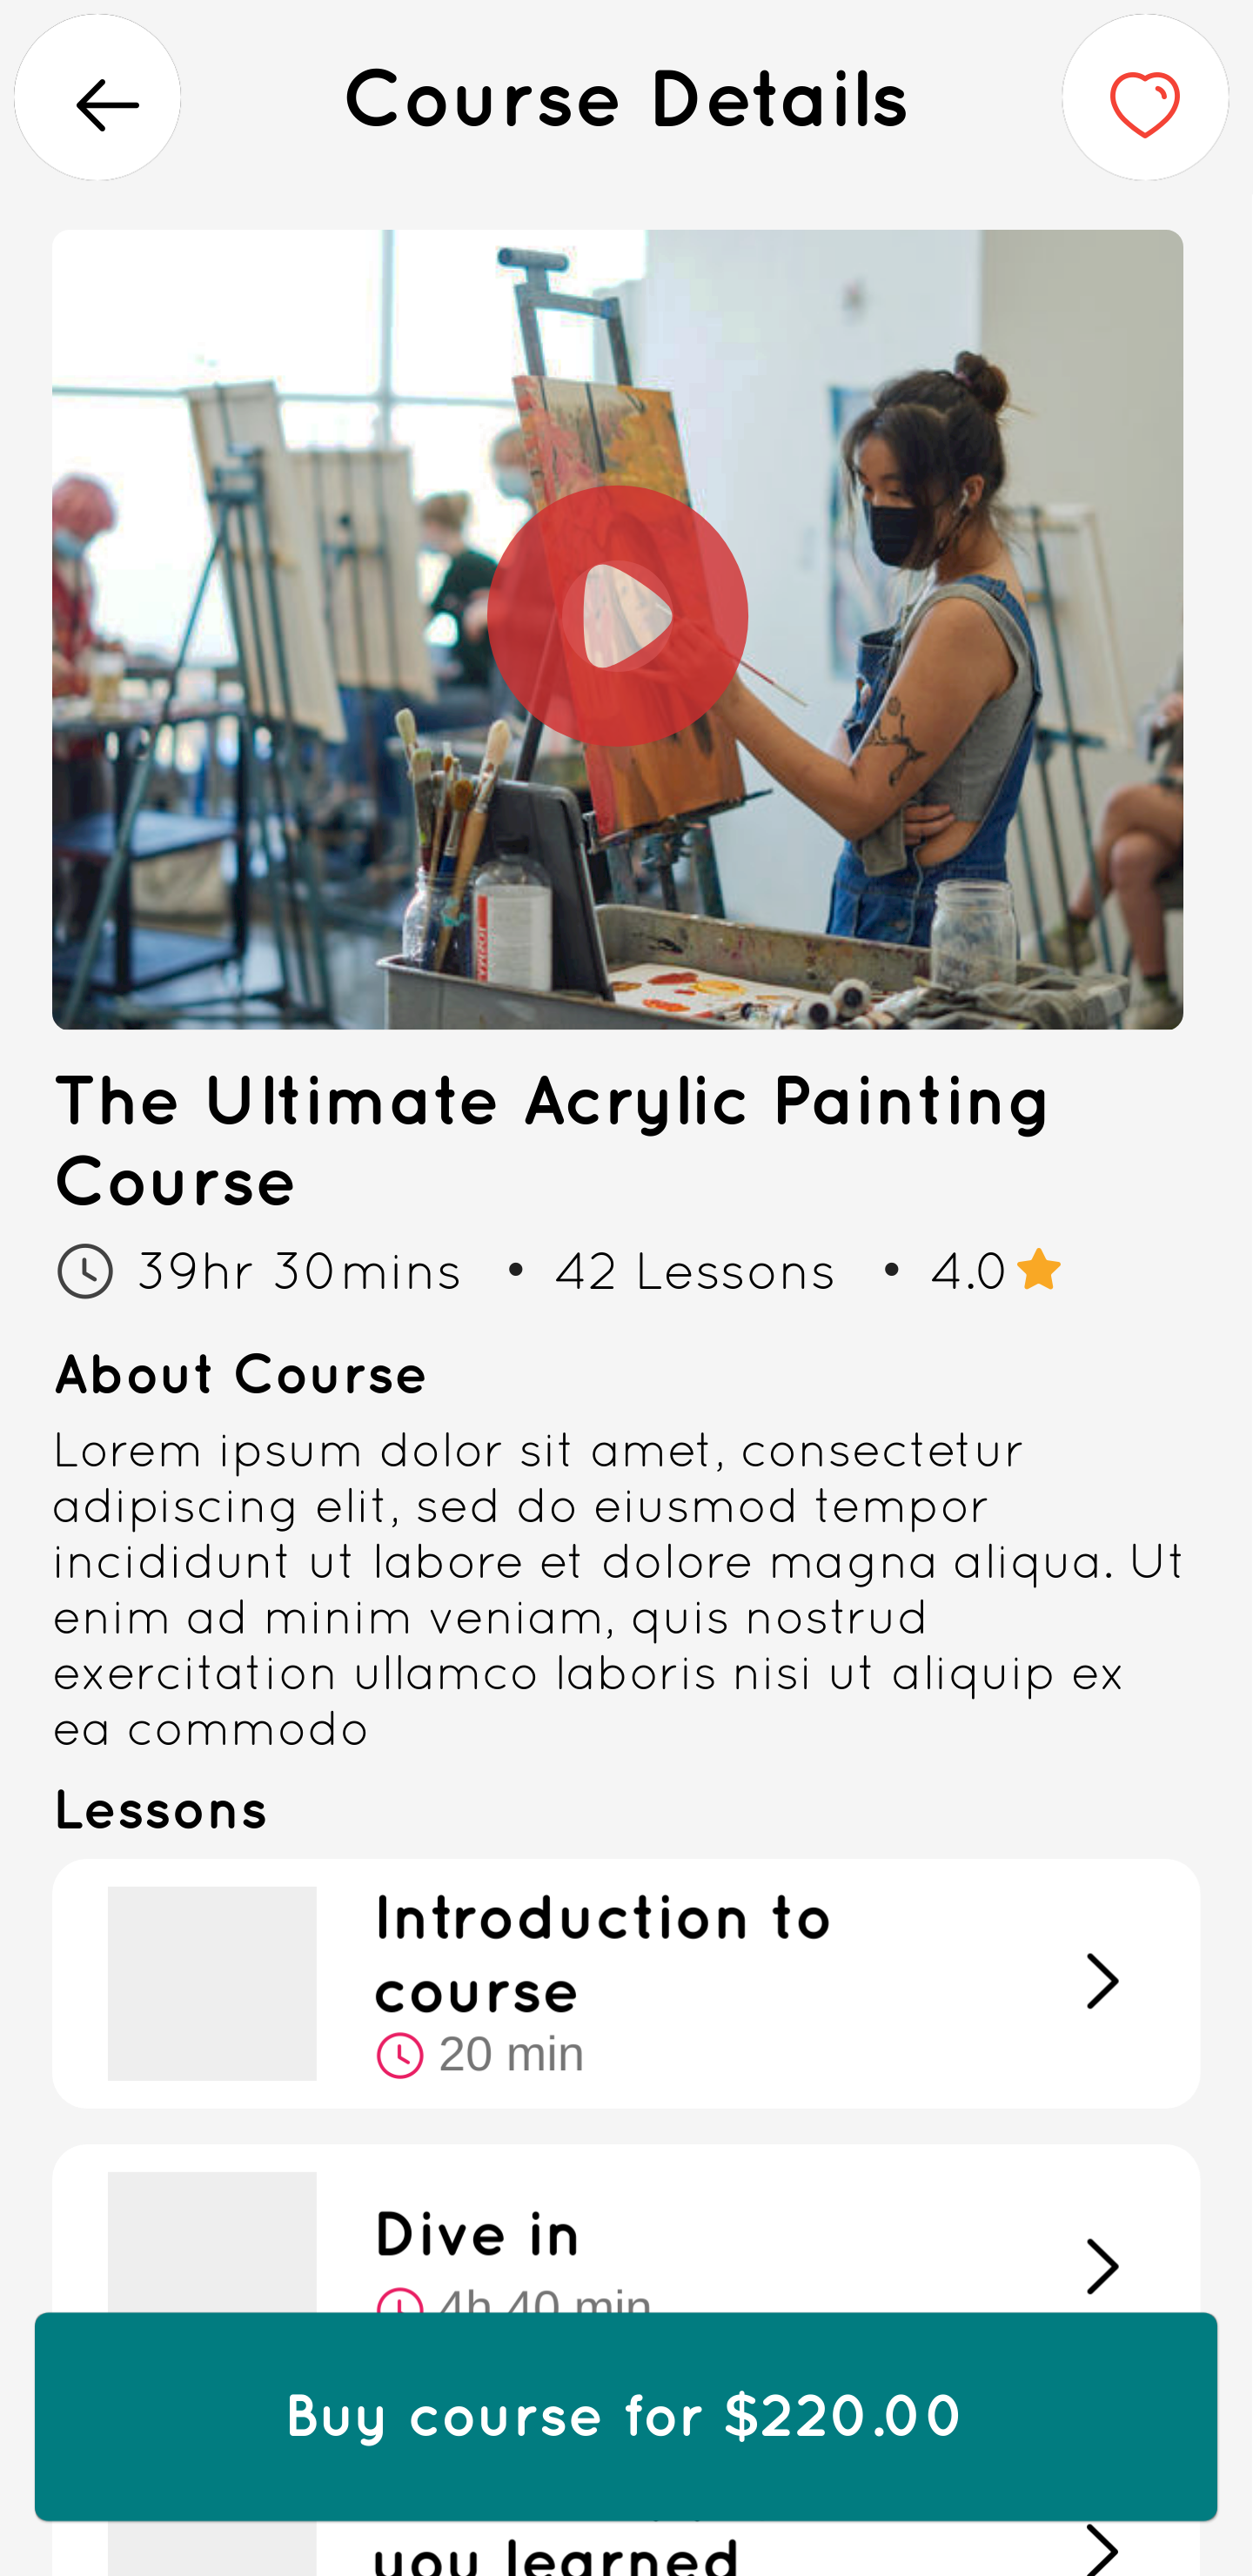 Course Details
The Ultimate Acrylic Painting
Course
39hr 30mins • 42 Lessons • 4.0
About Course
Lorem ipsum dolor sit amet, consectetur
adipiscing elit, sed do eiusmod tempor
incididunt ut labore et dolore magna aliqua. Ut
enim ad minim veniam, quis nostrud
exercitation ullamco laboris nisi ut aliquip ex
ea commodo
Lessons
Introduction to
course
20 min
Dive in
4h 40 min
Buy course for $220.00
you learned